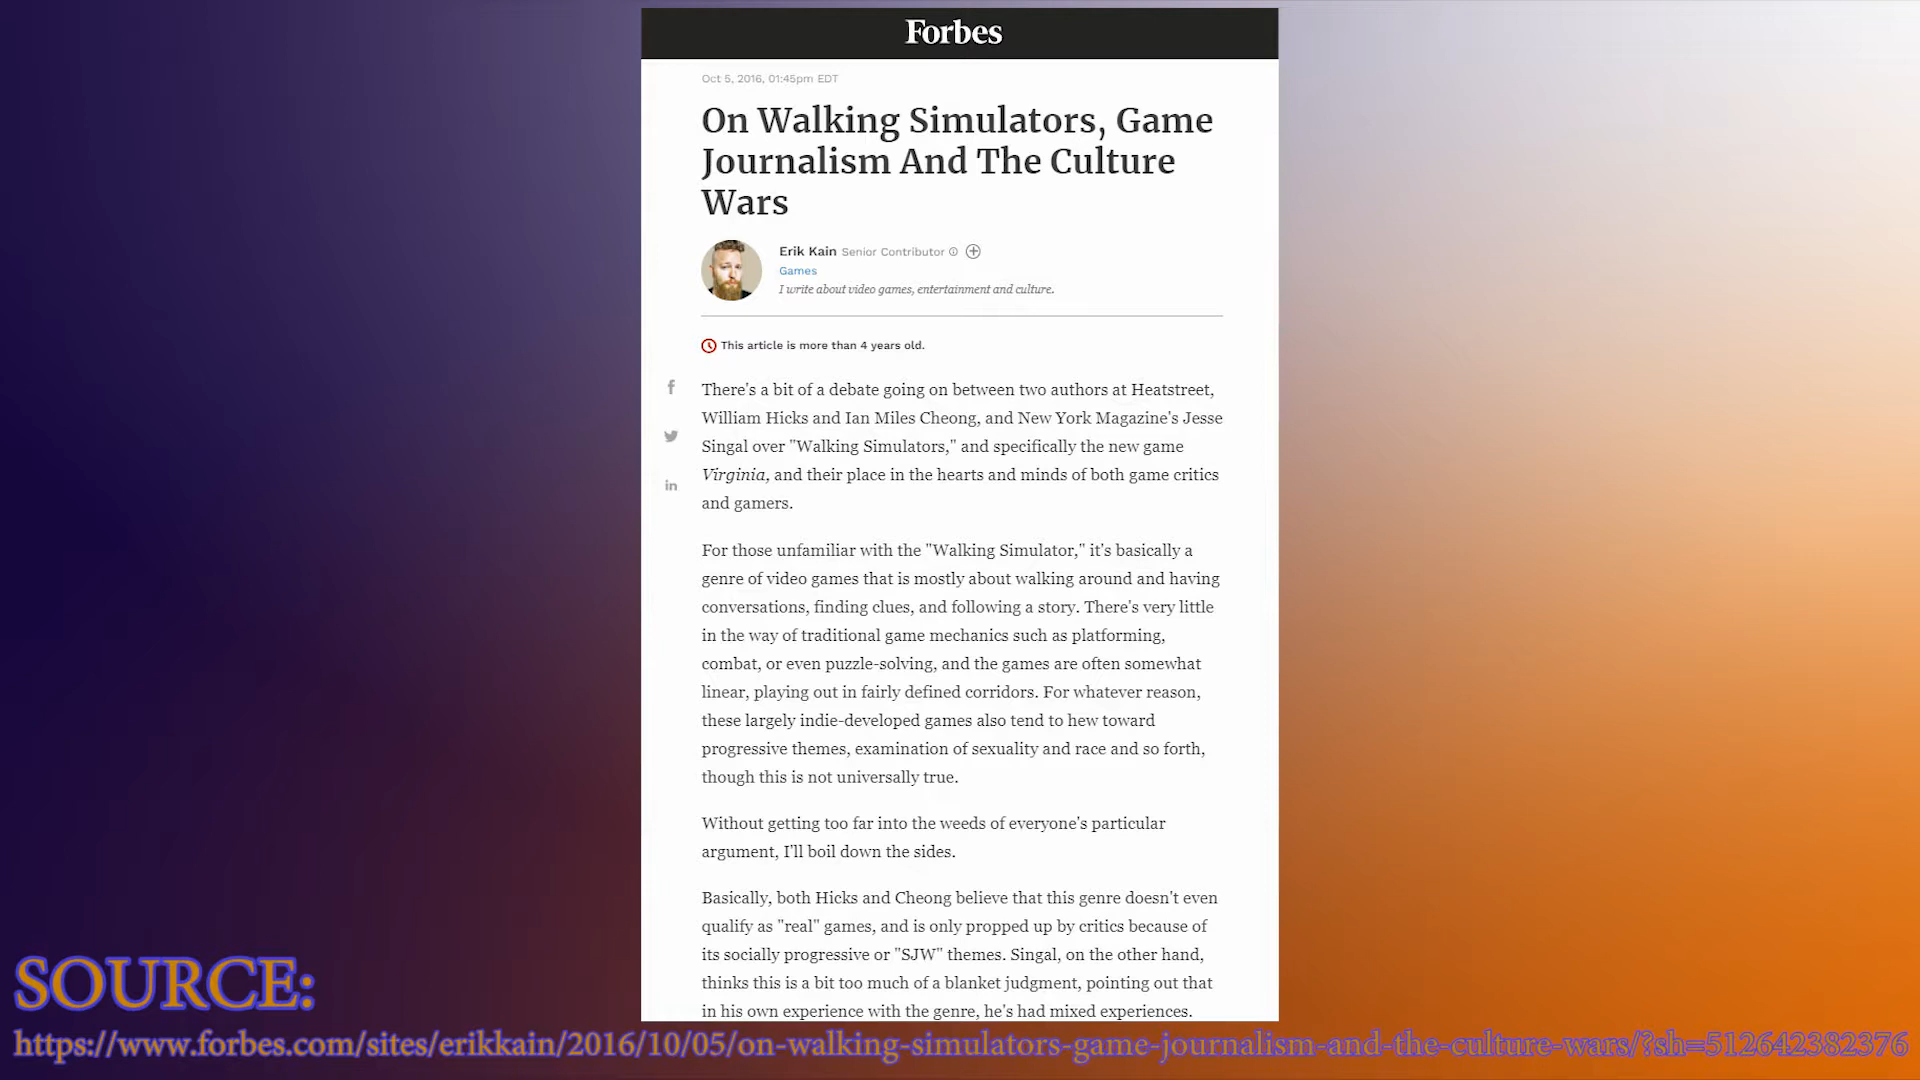 Forbes
Oct 5, 2016, 01:45pm EDT
On Walking Simulators, Game
Journalism And The Culture
Wars
Erik Kain Senior Contributor
Games
I write about video games, entertainment and culture.
This article is more than 4 years old.
There's a bit of a debate going on between two authors at Heatstreet,
William Hicks and Ian Miles Cheong, and New York Magazine's Jesse
Singal over "Walking Simulators," and specifically the new game
Virginia, and their place in the hearts and minds of both game critics
and gamers.
For those unfamiliar with the "Walking Simulator," it's basically a
genre of video games that is mostly about walking around and having
conversations, finding clues, and following a story. There's very little
in the way of traditional game mechanics such as platforming,
combat, or even puzzle-solving, and the games are often somewhat
linear, playing out in fairly defined corridors. For whatever reason,
these largely indie-developed games also tend to hew toward
progressive themes, examination of sexuality and race and so forth,
though this is not universally true.
Without getting too far into the weeds of everyone's particular
argument, I'll boil down the sides.
Basically, both Hicks and Cheong believe that this genre doesn't even
qualify as "real" games, and is only propped up by critics because of
its socially progressive or "SJW" themes. Singal, on the other hand,
thinks this is a bit too much of a blanket judgment, pointing out that
in his own experience with the genre, he's had mixed experiences.
SOURCE:
https://www.forbes.com/sites/erikkain/2016/10/05/on-walking-simulators-game-journalism-and-the-culture-wars/?sh=512642382376